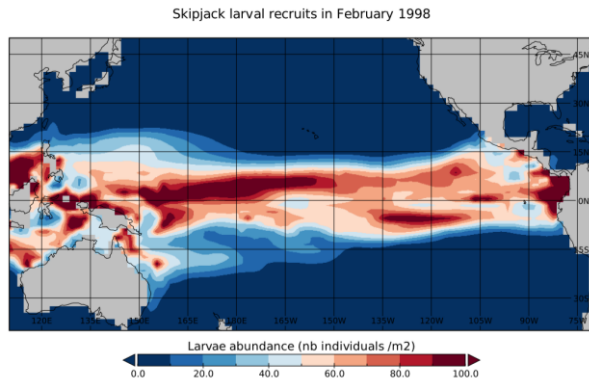 Skipjack larval recruits in February 1998
45N
30N
15N
0N
15S
30S
120E 135E 150E 165E 180E 165W 150W 135W 120W 105W 90W 75W
Larvae abundance (nb individuals /m2)
0.0 20.0 40.0 60.0 80.0 100.0